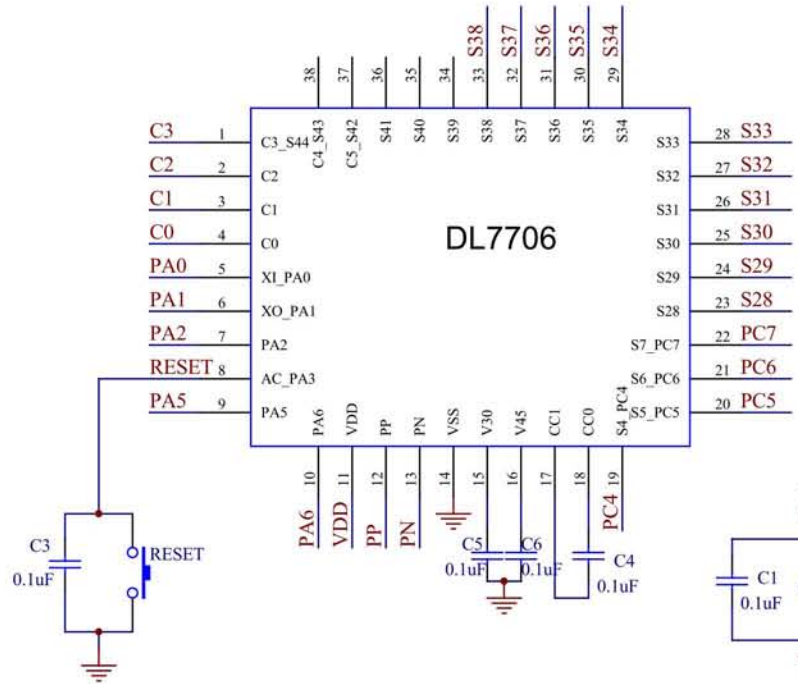 S38 S37 S36 S35 S34
38 37 36 35 34 33 32 31 30 29
C4_S43 C5_S42 S41 S40 S39 S38 S37 S36 S35 S34
C3 1 C3_S44
C2 2 C2
C1 3 C1
C0 4 C0
PA0 5 XI_PA0
PA1 6 XO_PA1
PA2 7 PA2
RESET 8 AC_PA3
PA5 9 PA5
DL7706
S33 28 S33
S32 27 S32
S31 26 S31
S30 25 S30
S29 24 S29
S28 23 S28
S7_PC7 22 PC7
S6_PC6 21 PC6
S5_PC5 20 PC5
PA6 VDD PP PN VSS V30 V45 CC1 CC0 S4_PC4
10 11 12 13 14 15 16 17 18 19
PA6 VDD PP PN PC4
C3
0.1uF
RESET
C5
0.1uF
C6
0.1uF
C4
0.1uF
C1
0.1uF